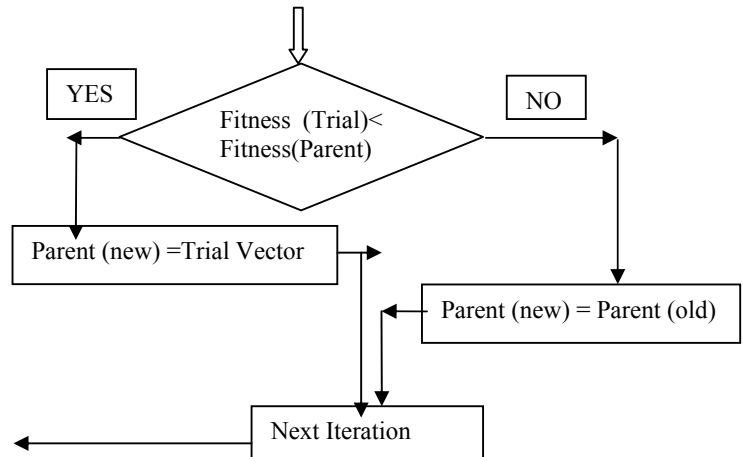 YES
NO
Fitness (Trial)<
Fitness(Parent)
Parent (new) =Trial Vector
Parent (new) = Parent (old)
Next Iteration